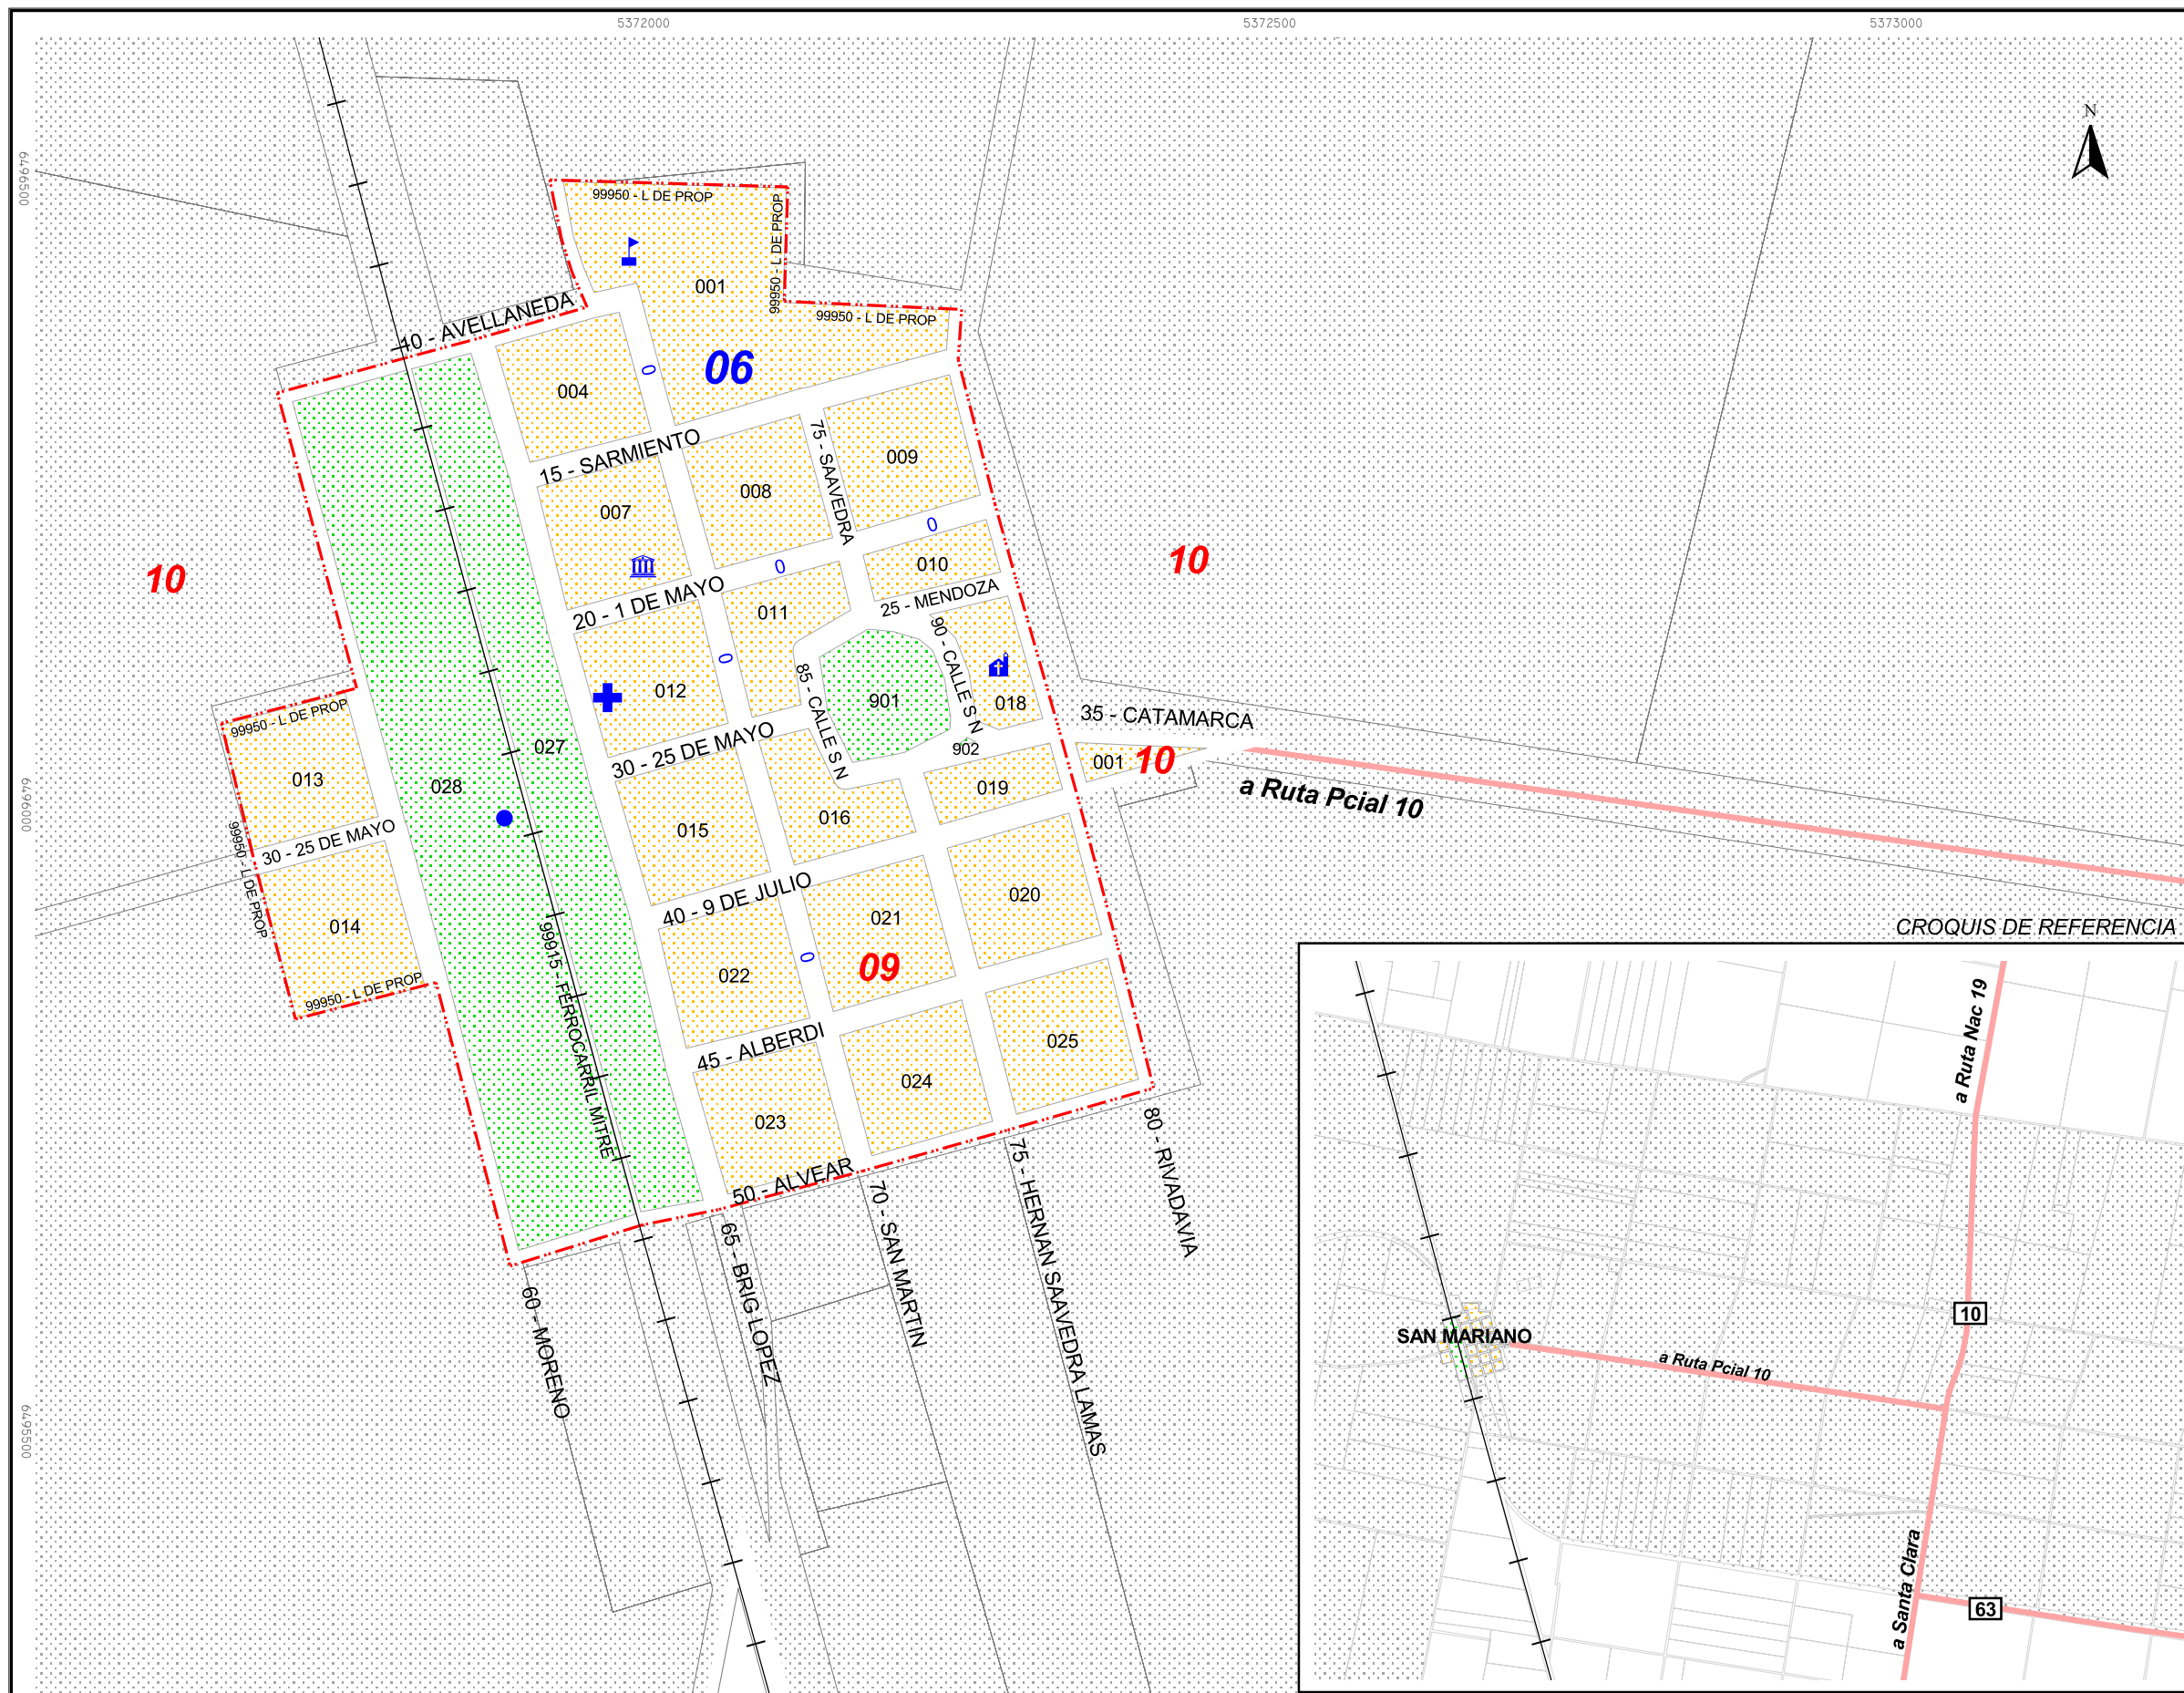 5372000
5372500
5373000
N
6496500
99950 - L DE PROP
99950 - L DE PROP
001
99950 - L DE PROP
10 - AVELLANEDA
06
004
0
15 - SARMIENTO
75 - SAAVEDRA
009
008
007
0
0
10
10
010
20 - 1 DE MAYO
25 - MENDOZA
011
90 - CALLE S N
0
012
85 - CALLE S N
901
018
35 - CATAMARCA
99950 - L DE PROP
30 - 25 DE MAYO
027
902
10
001
013
028
019
a Ruta Pcial 10
6496000
016
015
30 - 25 DE MAYO
99950 - L DE PROP
40 - 9 DE JULIO
020
021
014
CROQUIS DE REFERENCIA
99915 - FERROCARRIL MITRE
0
09
022
99950 - L DE PROP
45 - ALBERDI
025
024
023
50 - ALVEAR
80 - RIVADAVIA
75 - HERNAN SAAVEDRA LAMAS
70 - SAN MARTIN
65 - BRIG LOPEZ
60 - MORENO
6495500
a Ruta Nac 19
10
SAN MARIANO
a Ruta Pcial 10
a Santa Clara
63